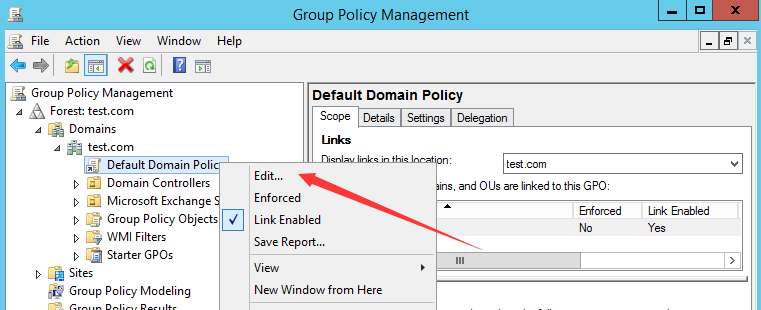 Group Policy Management
File Action View Window Help
Group Policy Management
Forest: test.com
Domains
test.com
Default Domain Polic
Domain Controllers
Microsoft Exchange S
Group Policy Objects
WMI Filters
Starter GPOs
Sites
Group Policy Modeling
Group Policy Results
Edit...
Enforced
Link Enabled
Save Report...
View
New Window from Here
Default Domain Policy
Scope Details Settings Delegation
Links
Display links in this location: test.com
ains, and OUs are linked to this GPO:
Enforced Link Enabled
No Yes